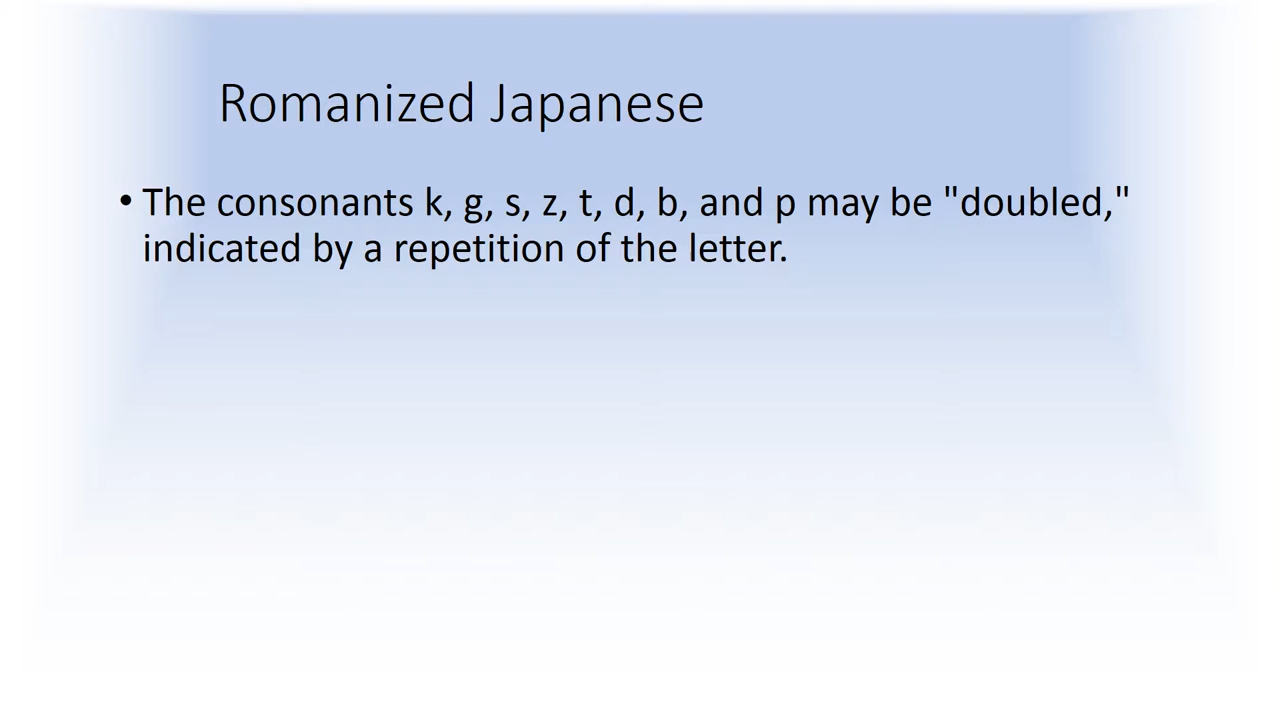 Romanized Japanese
• The consonants k, g, s, z, t, d, b, and p may be "doubled,"
indicated by a repetition of the letter.